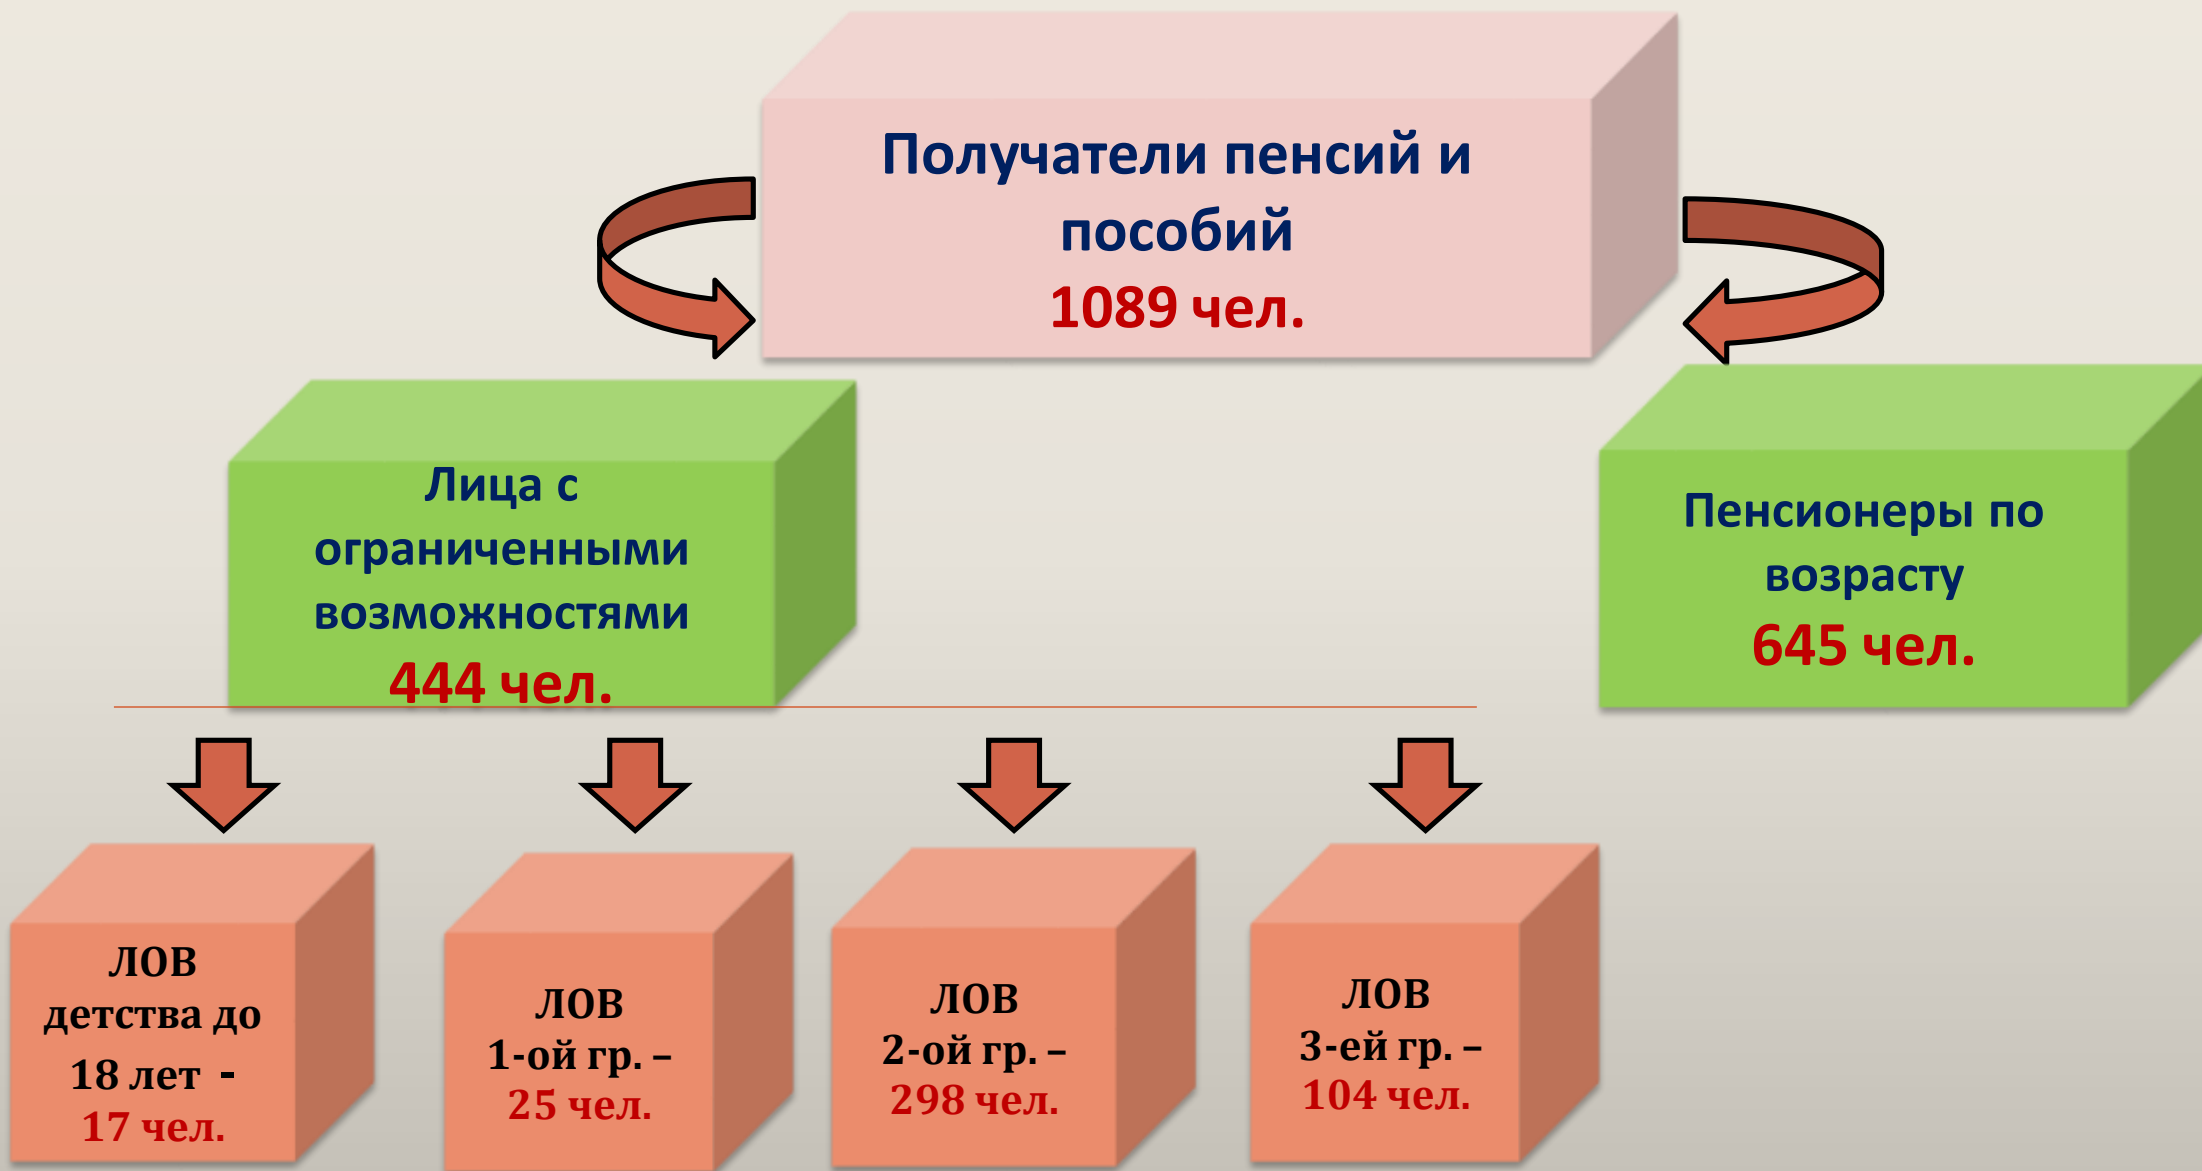 Получатели пенсий и
пособий
1089 чел.
Лица с
ограниченными
возможностями
444 чел.
Пенсионеры по
возрасту
645 чел.
ЛОВ
детства до
18 лет -
17 чел.
ЛОВ
1-ой гр. –
25 чел.
ЛОВ
2-ой гр. –
298 чел.
ЛОВ
3-ей гр. –
104 чел.